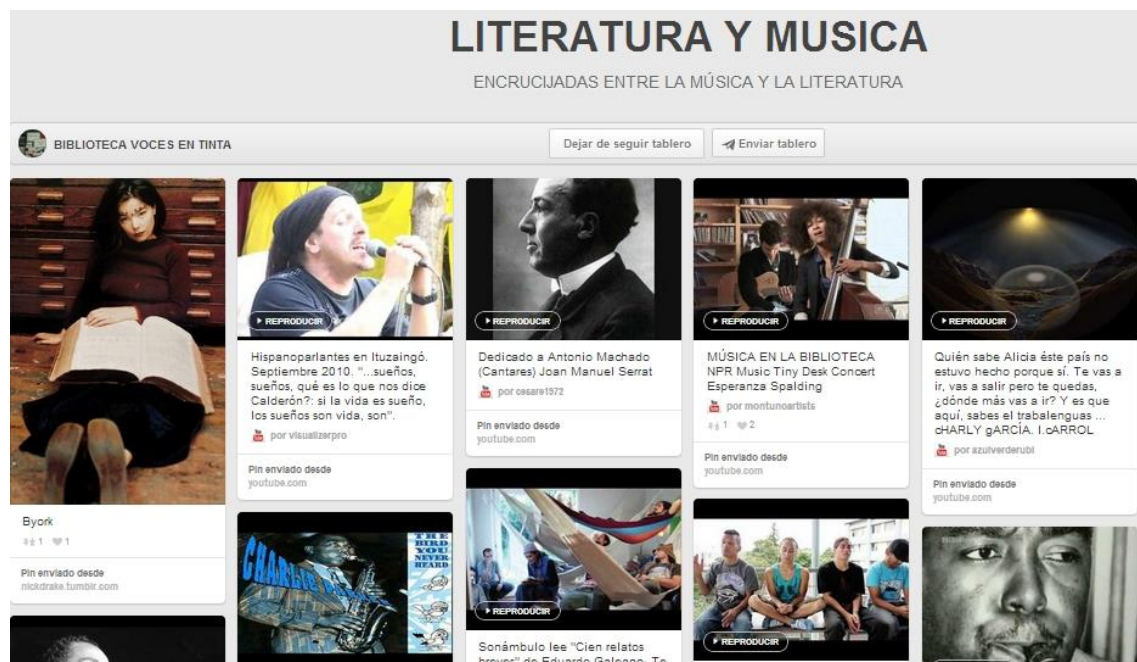 LITERATURA Y MUSICA
ENCRUCIJADAS ENTRE LA MÚSICA Y LA LITERATURA
BIBLIOTECA VOCES EN TINTA
Dejar de seguir tablero
Enviar tablero
Byork
1 1
Pin enviado desde
nickdrake.tumblr.com
REPRODUCIR
Hispanoparlantes en Ituzaingó.
Septiembre 2010. "...sueños,
sueños, qué es lo que nos dice
Calderón?: si la vida es sueño,
los sueños son vida, son".
por visualizerpro
Pin enviado desde
youtube.com
CHARLIE
THE
BIRD
YOU
NEVER
HEARD
REPRODUCIR
Dedicado a Antonio Machado
(Cantares) Joan Manuel Serrat
por cesare1972
Pin enviado desde
youtube.com
REPRODUCIR
Sonámbulo lee "Cien relatos
breves" de Eduardo Galeano. Te
REPRODUCIR
MÚSICA EN LA BIBLIOTECA
NPR Music Tiny Desk Concert
Esperanza Spalding
por montunoartists
1 2
Pin enviado desde
youtube.com
REPRODUCIR
REPRODUCIR
Quién sabe Alicia éste país no
estuvo hecho porque sí. Te vas a
ir, vas a salir pero te quedas,
¿dónde más vas a ir? Y es que
aquí, sabes el trabalenguas ...
cHARLY gARCÍA. l.cARROL
por azulverderubi
Pin enviado desde
youtube.com